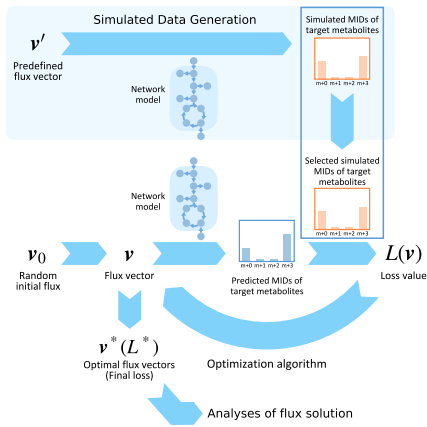 Simulated Data Generation
v′
Predefined
flux vector
Network
model
Simulated MIDs of
target metabolites
m+0 m+1 m+2 m+3
Selected simulated
MIDs of target
metabolites
m+0 m+1 m+2 m+3
Network
model
v₀
Random
initial flux
v
Flux vector
m+0 m+1 m+2 m+3
Predicted MIDs of
target metabolites
L(v)
Loss value
v*(L*)
Optimal flux vectors
(Final loss)
Optimization algorithm
Analyses of flux solution